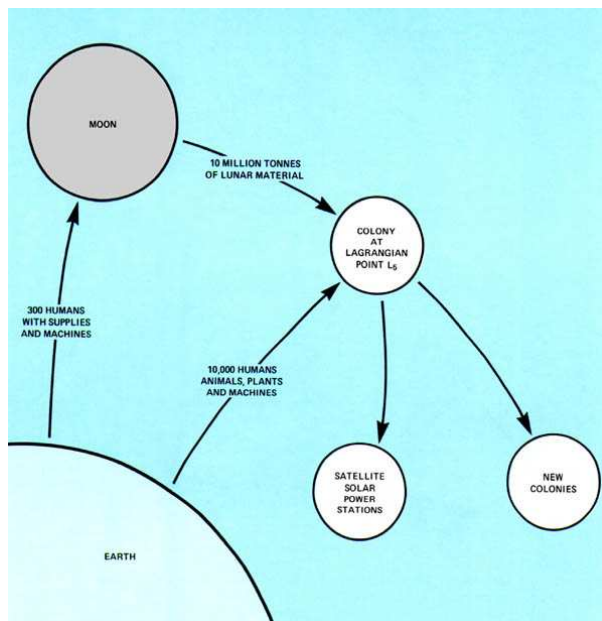 MOON
10 MILLION TONNES
OF LUNAR MATERIAL
COLONY
AT
LAGRANGIAN
POINT L₅
300 HUMANS
WITH SUPPLIES
AND MACHINES
10,000 HUMANS
ANIMALS, PLANTS
AND MACHINES
SATELLITE
SOLAR
POWER
STATIONS
NEW
COLONIES
EARTH